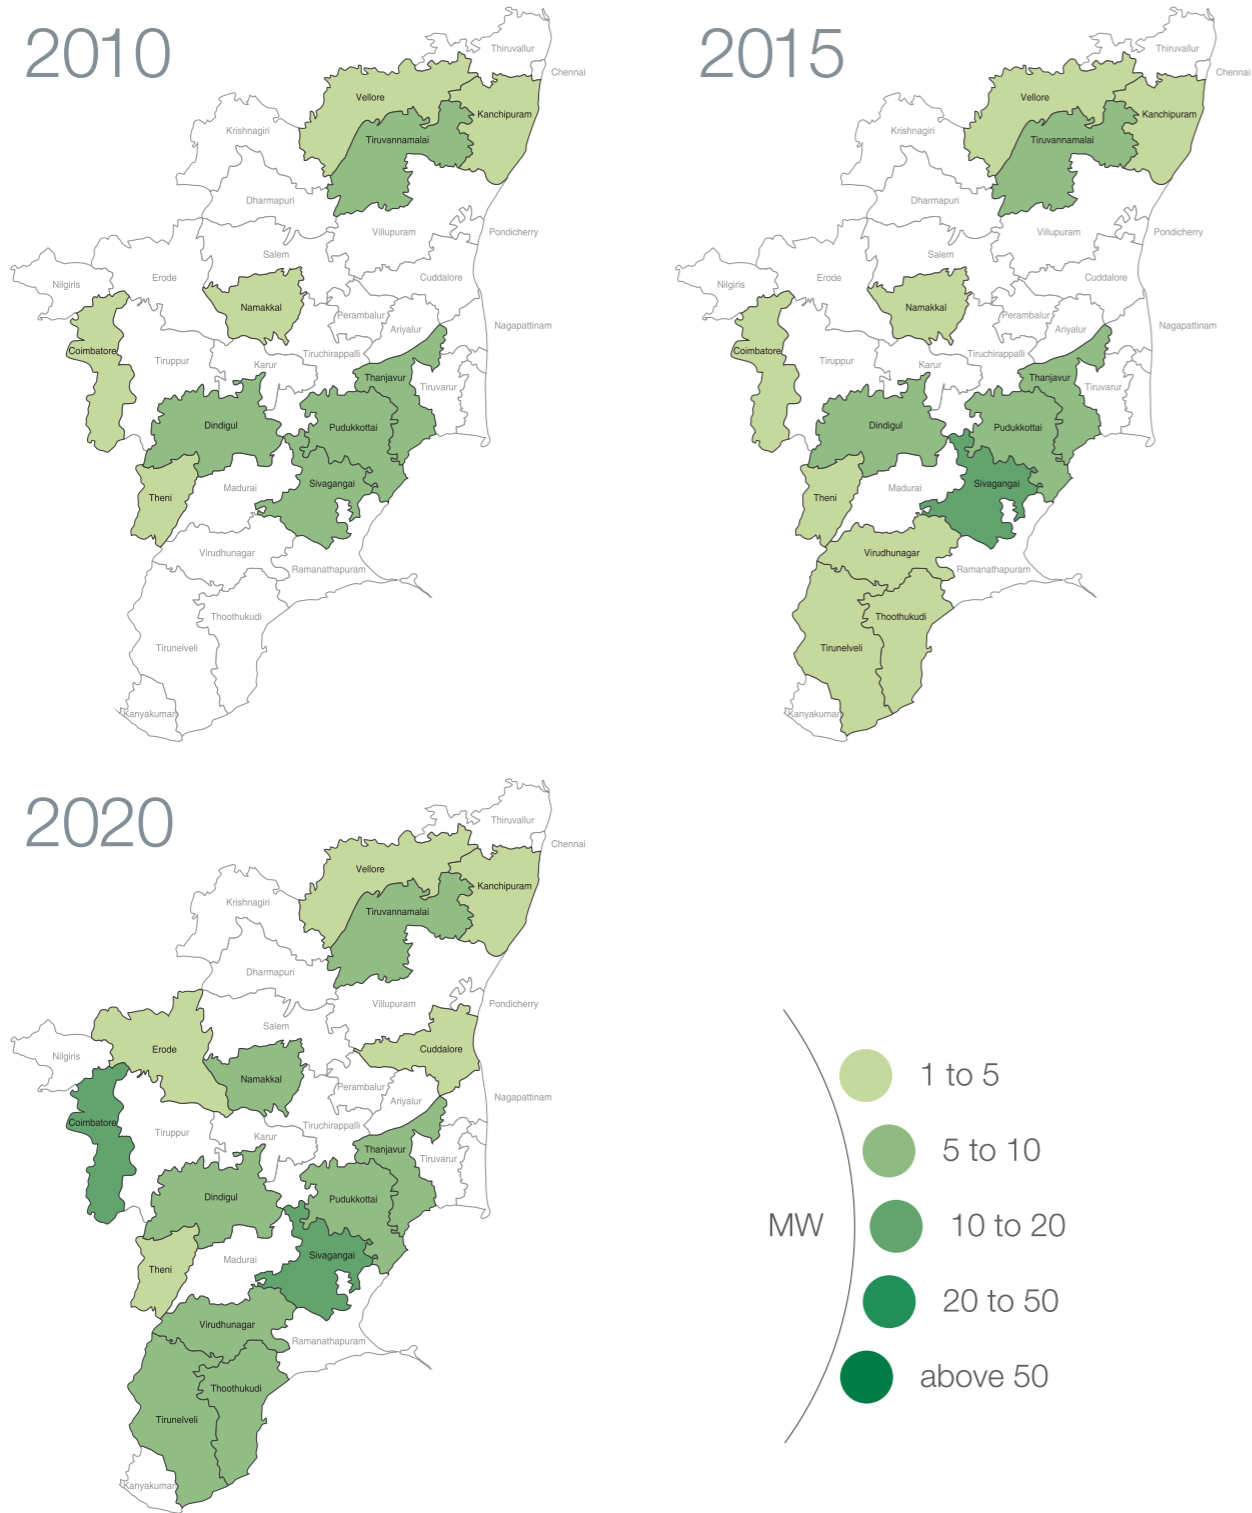 2010
Thiruvallur
Chennai
Vellore
Kanchipuram
Krishnagiri
Tiruvannamalai
Dharmapuri
Villupuram
Pondicherry
Salem
Erode
Cuddalore
Nilgiris
Namakkal
Perambalur
Ariyalur
Nagapattinam
Coimbatore
Tiruppur
Karur
Tiruchirappalli
Thanjavur
Tiruvarur
Dindigul
Pudukkottai
Theni
Madurai
Sivagangai
Virudhunagar
Ramanathapuram
Thoothukudi
Tirunelveli
Kanyakumari
2015
Thiruvallur
Chennai
Vellore
Kanchipuram
Krishnagiri
Tiruvannamalai
Dharmapuri
Villupuram
Pondicherry
Salem
Erode
Cuddalore
Nilgiris
Namakkal
Perambalur
Ariyalur
Nagapattinam
Coimbatore
Tiruppur
Karur
Tiruchirappalli
Thanjavur
Tiruvarur
Dindigul
Pudukkottai
Theni
Madurai
Sivagangai
Virudhunagar
Ramanathapuram
Thoothukudi
Tirunelveli
Kanyakumari
2020
Thiruvallur
Chennai
Vellore
Kanchipuram
Krishnagiri
Tiruvannamalai
Dharmapuri
Villupuram
Pondicherry
Salem
Erode
Cuddalore
Nilgiris
Namakkal
Perambalur
Ariyalur
Nagapattinam
Coimbatore
Tiruppur
Karur
Tiruchirappalli
Thanjavur
Tiruvarur
Dindigul
Pudukkottai
Theni
Madurai
Sivagangai
Virudhunagar
Ramanathapuram
Thoothukudi
Tirunelveli
Kanyakumari
MW
1 to 5
5 to 10
10 to 20
20 to 50
above 50